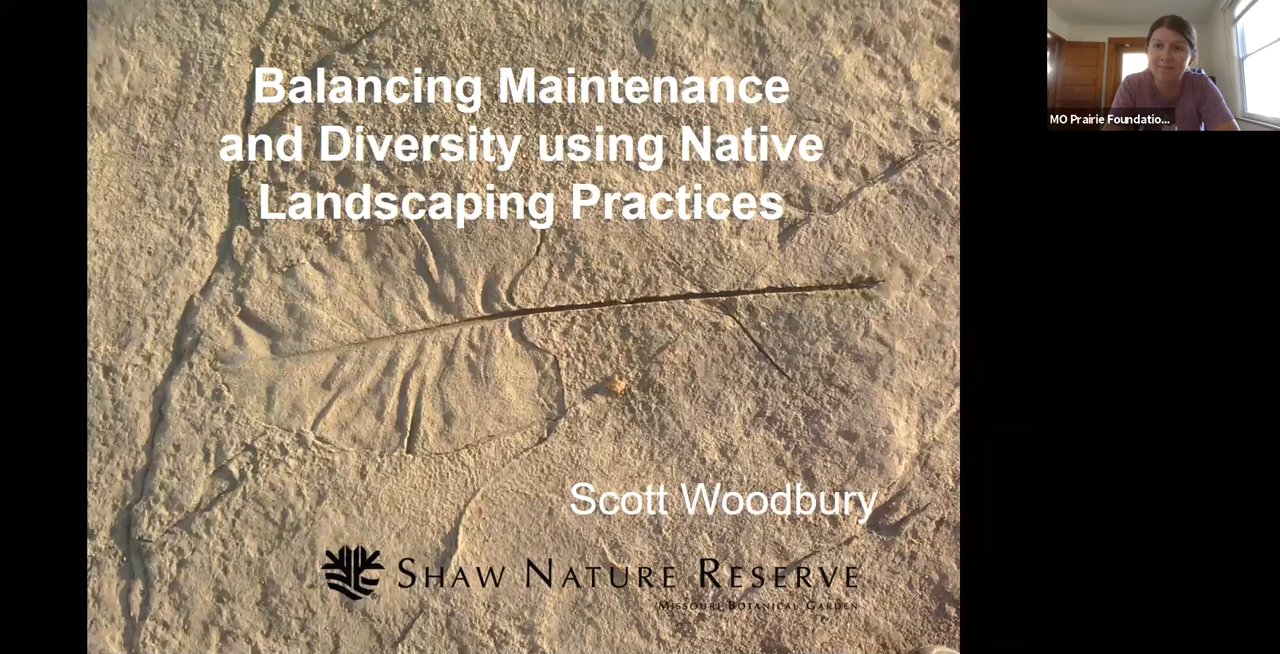 Balancing Maintenance
and Diversity using Native
Landscaping Practices
MO Prairie Foundatio...
Scott Woodbury
SHAW NATURE RESERVE
MISSOURI BOTANICAL GARDEN